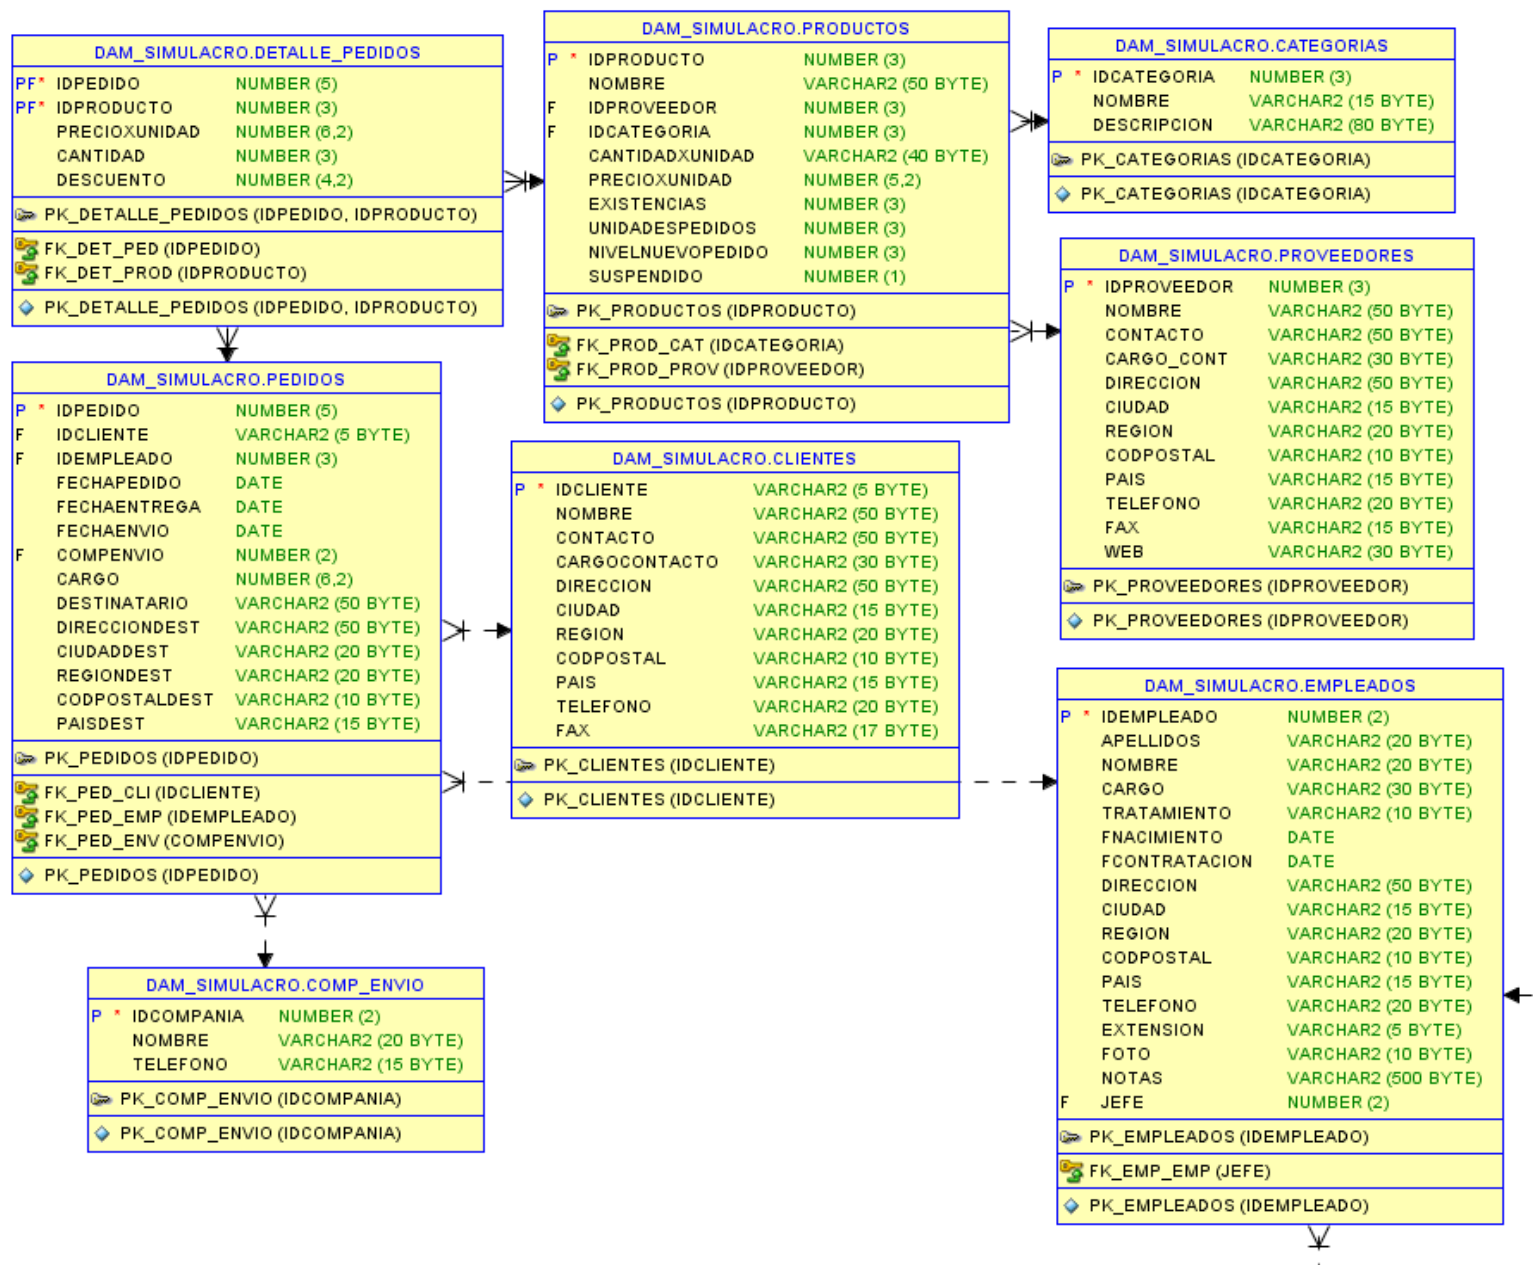 DAM_SIMULACRO.DETALLE_PEDIDOS
PF* IDPEDIDO NUMBER (5)
PF* IDPRODUCTO NUMBER (3)
PRECIOXUNIDAD NUMBER (6,2)
CANTIDAD NUMBER (3)
DESCUENTO NUMBER (4,2)
PK_DETALLE_PEDIDOS (IDPEDIDO, IDPRODUCTO)
FK_DET_PED (IDPEDIDO)
FK_DET_PROD (IDPRODUCTO)
PK_DETALLE_PEDIDOS (IDPEDIDO, IDPRODUCTO)
DAM_SIMULACRO.PRODUCTOS
P * IDPRODUCTO NUMBER (3)
NOMBRE VARCHAR2 (50 BYTE)
F IDPROVEEDOR NUMBER (3)
F IDCATEGORIA NUMBER (3)
CANTIDADXUNIDAD VARCHAR2 (40 BYTE)
PRECIOXUNIDAD NUMBER (5,2)
EXISTENCIAS NUMBER (3)
UNIDADESPEDIDOS NUMBER (3)
NIVELNUEVOPEDIDO NUMBER (3)
SUSPENDIDO NUMBER (1)
PK_PRODUCTOS (IDPRODUCTO)
FK_PROD_CAT (IDCATEGORIA)
FK_PROD_PROV (IDPROVEEDOR)
PK_PRODUCTOS (IDPRODUCTO)
DAM_SIMULACRO.CATEGORIAS
P * IDCATEGORIA NUMBER (3)
NOMBRE VARCHAR2 (15 BYTE)
DESCRIPCION VARCHAR2 (80 BYTE)
PK_CATEGORIAS (IDCATEGORIA)
PK_CATEGORIAS (IDCATEGORIA)
DAM_SIMULACRO.PROVEEDORES
P * IDPROVEEDOR NUMBER (3)
NOMBRE VARCHAR2 (50 BYTE)
CONTACTO VARCHAR2 (50 BYTE)
CARGO_CONT VARCHAR2 (30 BYTE)
DIRECCION VARCHAR2 (50 BYTE)
CIUDAD VARCHAR2 (15 BYTE)
REGION VARCHAR2 (20 BYTE)
CODPOSTAL VARCHAR2 (10 BYTE)
PAIS VARCHAR2 (15 BYTE)
TELEFONO VARCHAR2 (20 BYTE)
FAX VARCHAR2 (15 BYTE)
WEB VARCHAR2 (30 BYTE)
PK_PROVEEDORES (IDPROVEEDOR)
PK_PROVEEDORES (IDPROVEEDOR)
DAM_SIMULACRO.PEDIDOS
P * IDPEDIDO NUMBER (5)
F IDCLIENTE VARCHAR2 (5 BYTE)
F IDEMPLEADO NUMBER (3)
FECHAPEDIDO DATE
FECHAENTREGA DATE
FECHAENVIO DATE
F COMPENVIO NUMBER (2)
CARGO NUMBER (6,2)
DESTINATARIO VARCHAR2 (50 BYTE)
DIRECCIONDEST VARCHAR2 (50 BYTE)
CIUDADDEST VARCHAR2 (20 BYTE)
REGIONDEST VARCHAR2 (20 BYTE)
CODPOSTALDEST VARCHAR2 (10 BYTE)
PAISDEST VARCHAR2 (15 BYTE)
PK_PEDIDOS (IDPEDIDO)
FK_PED_CLI (IDCLIENTE)
FK_PED_EMP (IDEMPLEADO)
FK_PED_ENV (COMPENVIO)
PK_PEDIDOS (IDPEDIDO)
DAM_SIMULACRO.CLIENTES
P * IDCLIENTE VARCHAR2 (5 BYTE)
NOMBRE VARCHAR2 (50 BYTE)
CONTACTO VARCHAR2 (50 BYTE)
CARGOCONTACTO VARCHAR2 (30 BYTE)
DIRECCION VARCHAR2 (50 BYTE)
CIUDAD VARCHAR2 (15 BYTE)
REGION VARCHAR2 (20 BYTE)
CODPOSTAL VARCHAR2 (10 BYTE)
PAIS VARCHAR2 (15 BYTE)
TELEFONO VARCHAR2 (20 BYTE)
FAX VARCHAR2 (17 BYTE)
PK_CLIENTES (IDCLIENTE)
PK_CLIENTES (IDCLIENTE)
DAM_SIMULACRO.EMPLEADOS
P * IDEMPLEADO NUMBER (2)
APELLIDOS VARCHAR2 (20 BYTE)
NOMBRE VARCHAR2 (20 BYTE)
CARGO VARCHAR2 (30 BYTE)
TRATAMIENTO VARCHAR2 (10 BYTE)
FNACIMIENTO DATE
FCONTRATACION DATE
DIRECCION VARCHAR2 (50 BYTE)
CIUDAD VARCHAR2 (15 BYTE)
REGION VARCHAR2 (20 BYTE)
CODPOSTAL VARCHAR2 (10 BYTE)
PAIS VARCHAR2 (15 BYTE)
TELEFONO VARCHAR2 (20 BYTE)
EXTENSION VARCHAR2 (5 BYTE)
FOTO VARCHAR2 (10 BYTE)
NOTAS VARCHAR2 (500 BYTE)
F JEFE NUMBER (2)
PK_EMPLEADOS (IDEMPLEADO)
FK_EMP_EMP (JEFE)
PK_EMPLEADOS (IDEMPLEADO)
DAM_SIMULACRO.COMP_ENVIO
P * IDCOMPANIA NUMBER (2)
NOMBRE VARCHAR2 (20 BYTE)
TELEFONO VARCHAR2 (15 BYTE)
PK_COMP_ENVIO (IDCOMPANIA)
PK_COMP_ENVIO (IDCOMPANIA)